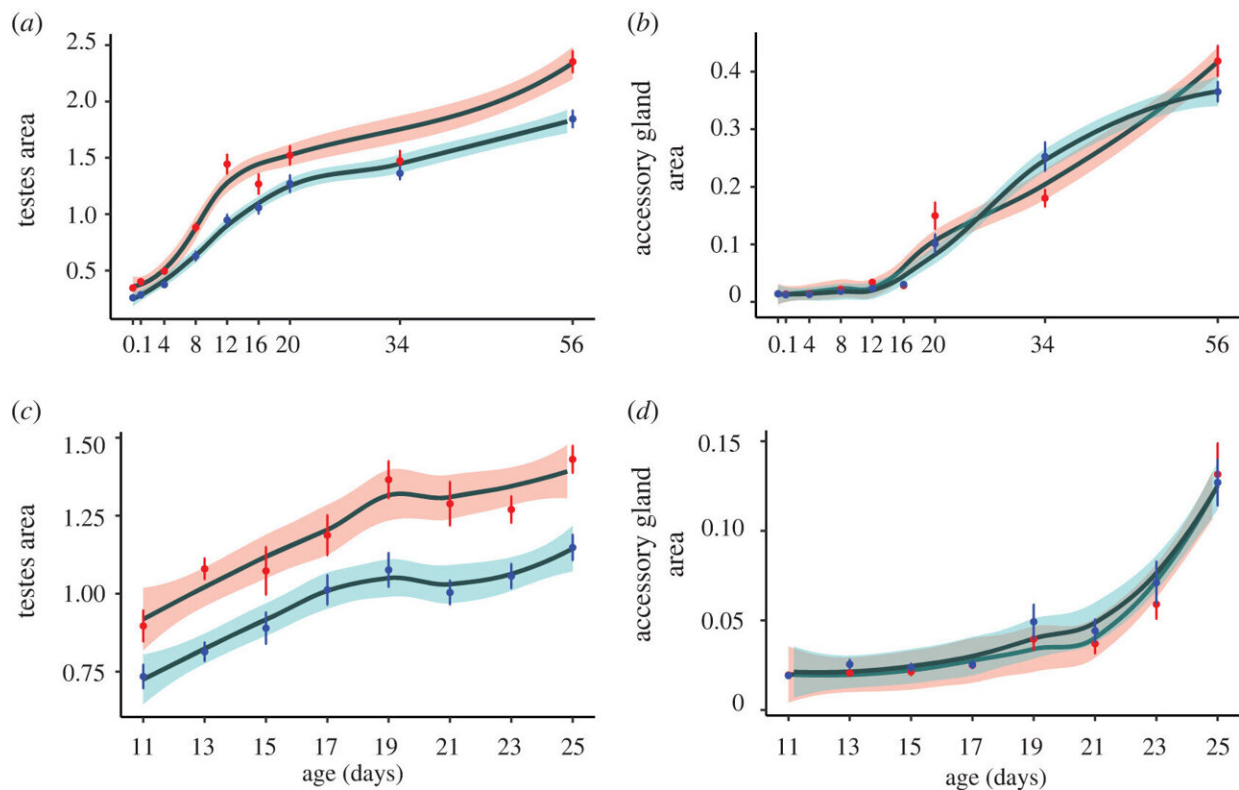 (a)
2.5
2.0
1.5
1.0
0.5
testes area
0.1 4 8 12 16 20 34 56
(b)
0.4
0.3
0.2
0.1
0
accessory gland
area
0.1 4 8 12 16 20 34 56
(c)
1.50
1.25
1.00
0.75
testes area
11 13 15 17 19 21 23 25
age (days)
(d)
0.15
0.10
0.05
0
accessory gland
area
11 13 15 17 19 21 23 25
age (days)